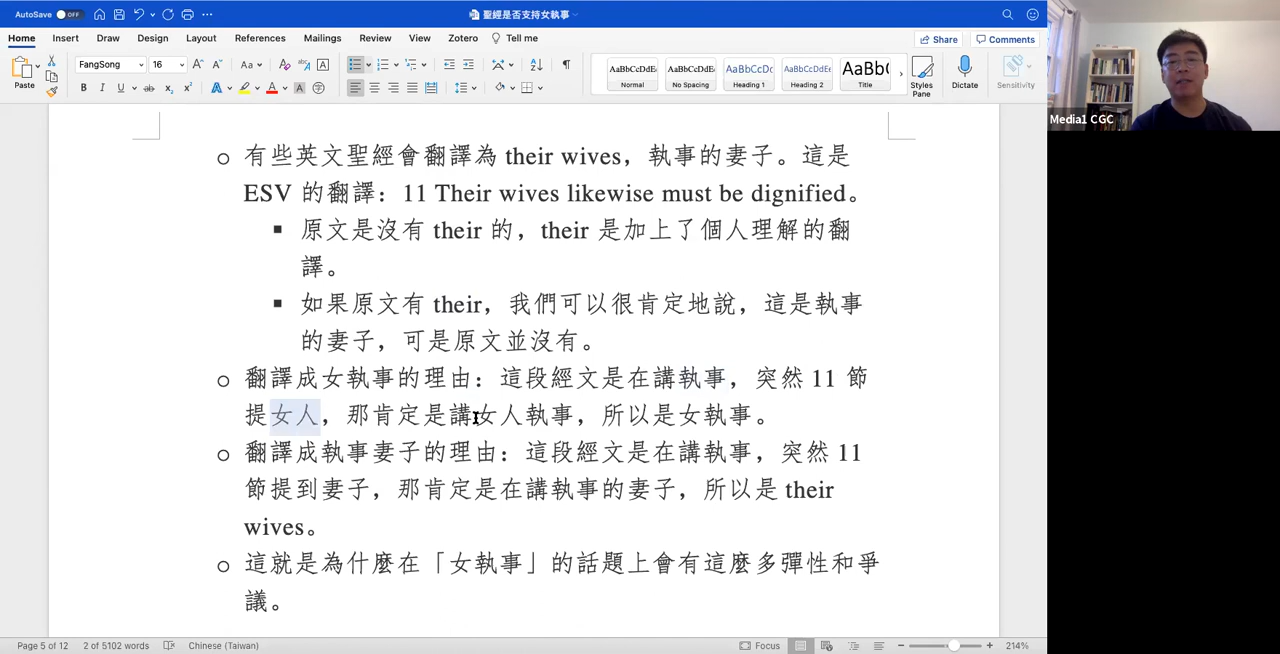 AutoSave OFF
聖經是否支持女執事
Home Insert Draw Design Layout References Mailings Review View Zotero Tell me
Share Comments
Paste
FangSong 16
Aa
A
AaBbCcDdEe AaBbCcDdEe AaBbCcDc AaBbCcDdEe AaBb(
Normal No Spacing Heading 1 Heading 2 Title
Styles Pane
Dictate
Sensitivity
B I U ab x₂ x² A A A
Media1 CGC
有些英文聖經會翻譯為 their wives，執事的妻子。這是
ESV 的翻譯：11 Their wives likewise must be dignified。
原文是沒有 their 的，their 是加上了個人理解的翻
譯。
如果原文有 their，我們可以很肯定地說，這是執事
的妻子，可是原文並沒有。
翻譯成女執事的理由：這段經文是在講執事，突然 11 節
提女人，那肯定是講女人執事，所以是女執事。
翻譯成執事妻子的理由：這段經文是在講執事，突然 11
節提到妻子，那肯定是在講執事的妻子，所以是 their
wives。
這就是為什麼在「女執事」的話題上會有這麼多彈性和爭
議。
Page 5 of 12 2 of 5102 words Chinese (Taiwan) Focus 214%